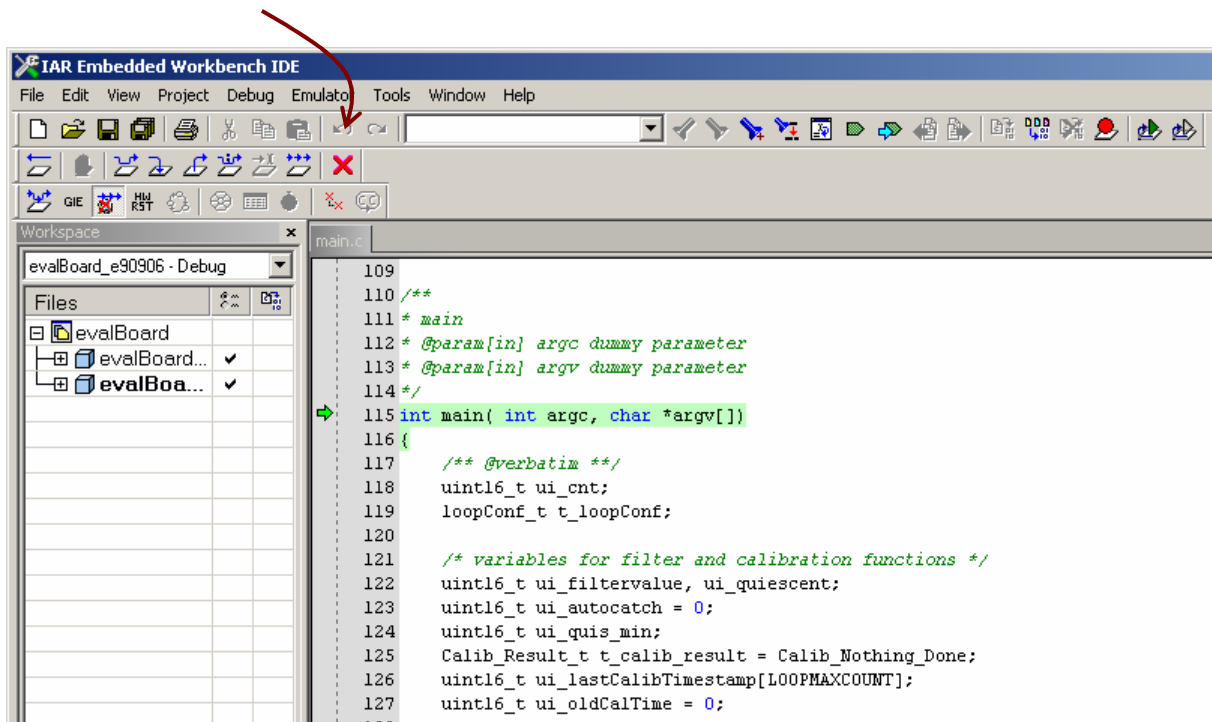 IAR Embedded Workbench IDE
File Edit View Project Debug Emulator Tools Window Help
GIE HW RST
Workspace
main.c
evalBoard_e90906 - Debug
Files
evalBoard
evalBoard...
evalBoa...
109
110 /**
111 * main
112 * @param[in] argc dummy parameter
113 * @param[in] argv dummy parameter
114 */
115 int main( int argc, char *argv[])
116 {
117 /** @verbatim **/
118 uint16_t ui_cnt;
119 loopConf_t t_loopConf;
120
121 /* variables for filter and calibration functions */
122 uint16_t ui_filtervalue, ui_quiescent;
123 uint16_t ui_autocatch = 0;
124 uint16_t ui_quis_min;
125 Calib_Result_t t_calib_result = Calib_Nothing_Done;
126 uint16_t ui_lastCalibTimestamp[LOOPMAXCOUNT];
127 uint16_t ui_oldCalTime = 0;